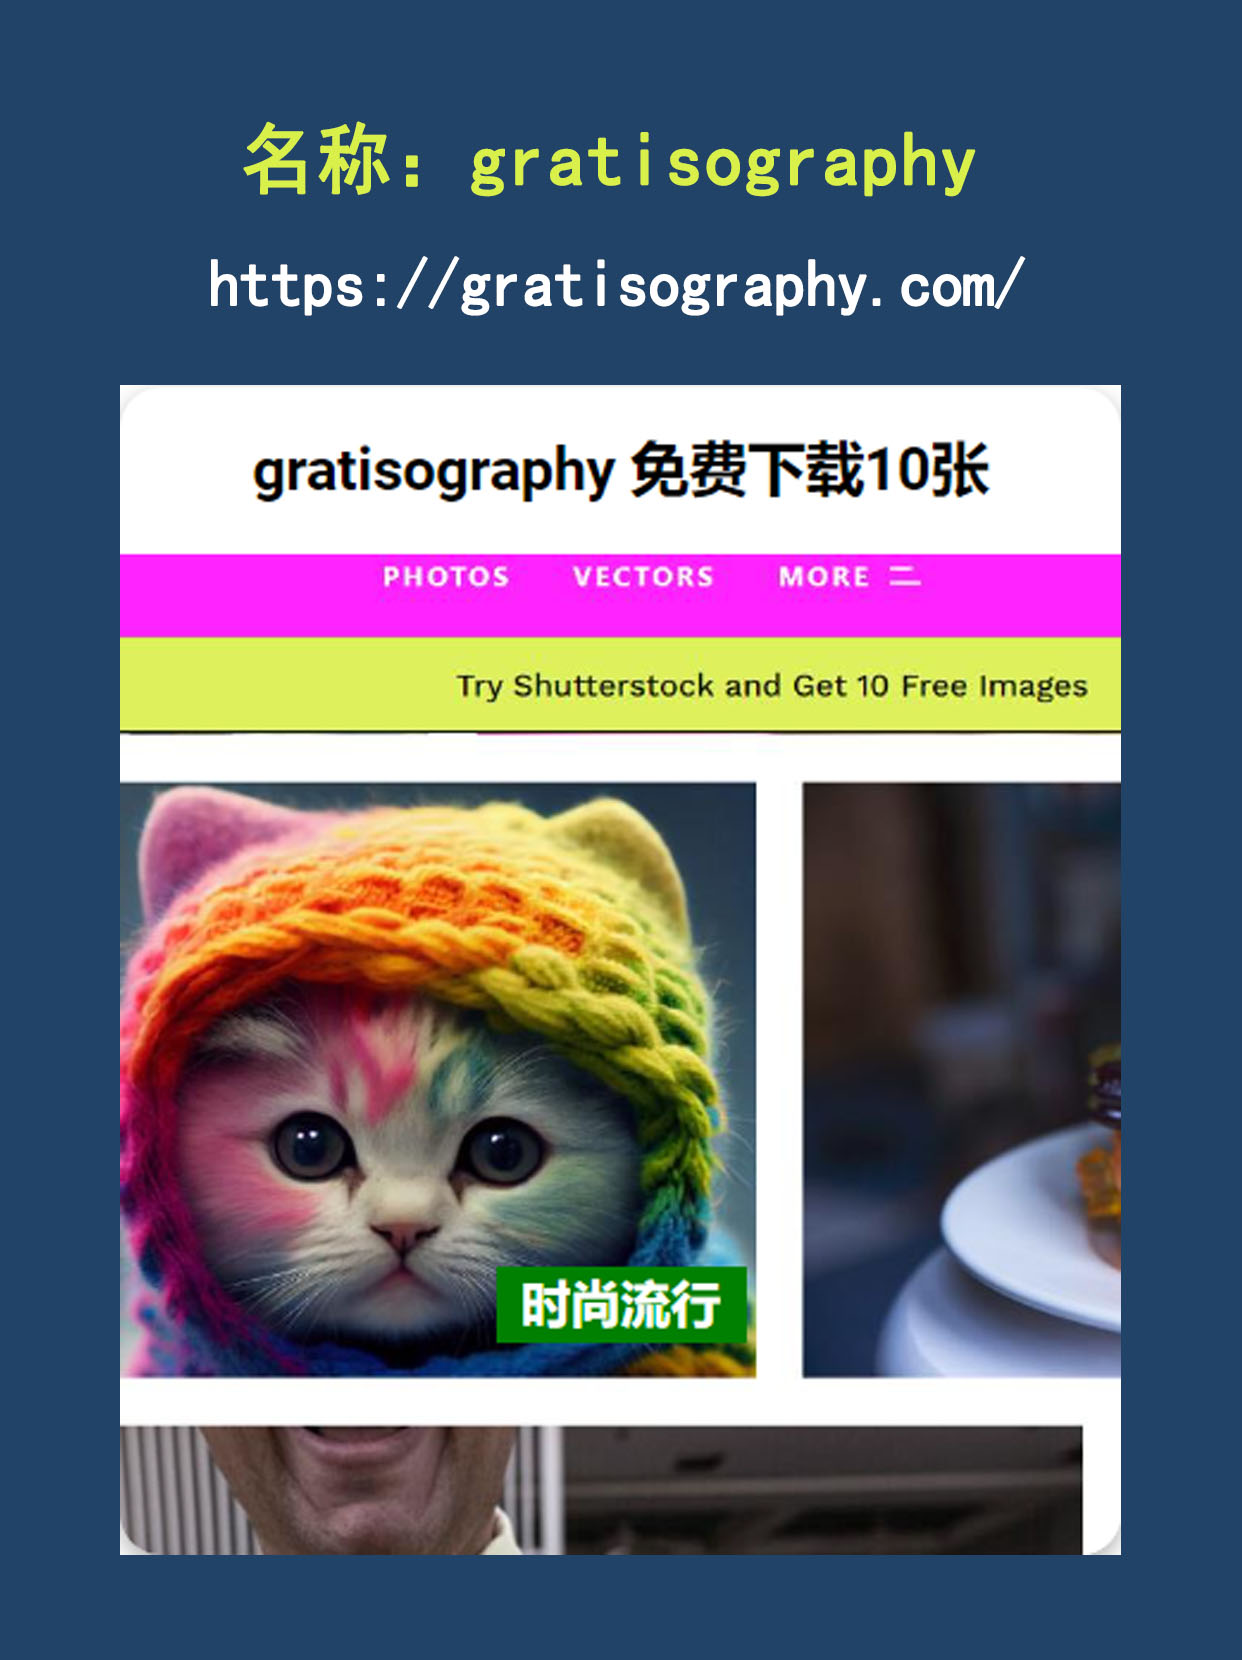 名称：gratisography
https://gratisography.com/
gratisography 免费下载10张
PHOTOS VECTORS MORE
Try Shutterstock and Get 10 Free Images
时尚流行